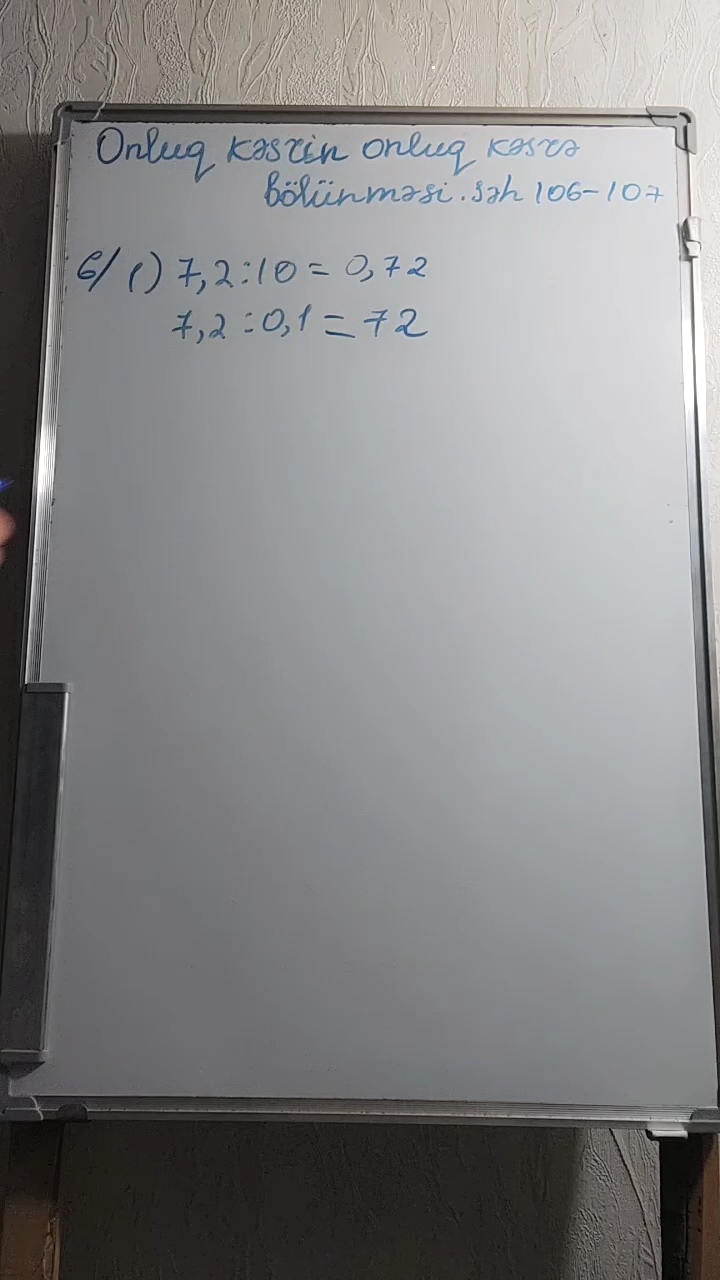 Onluq kəsrin onluq kəsrə
bölünməsi. səh 106-107
6/ 1) 7,2:10 = 0,72
7,2:0,1 = 72